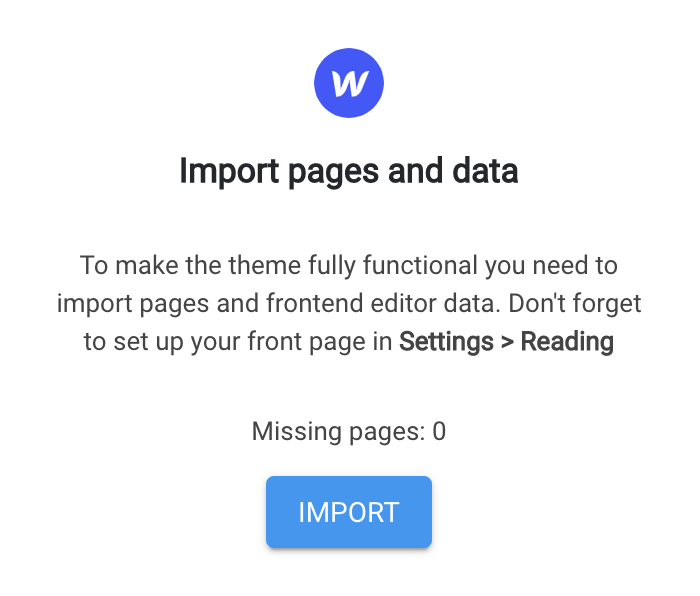 W
Import pages and data
To make the theme fully functional you need to
import pages and frontend editor data. Don't forget
to set up your front page in Settings > Reading
Missing pages: 0
IMPORT